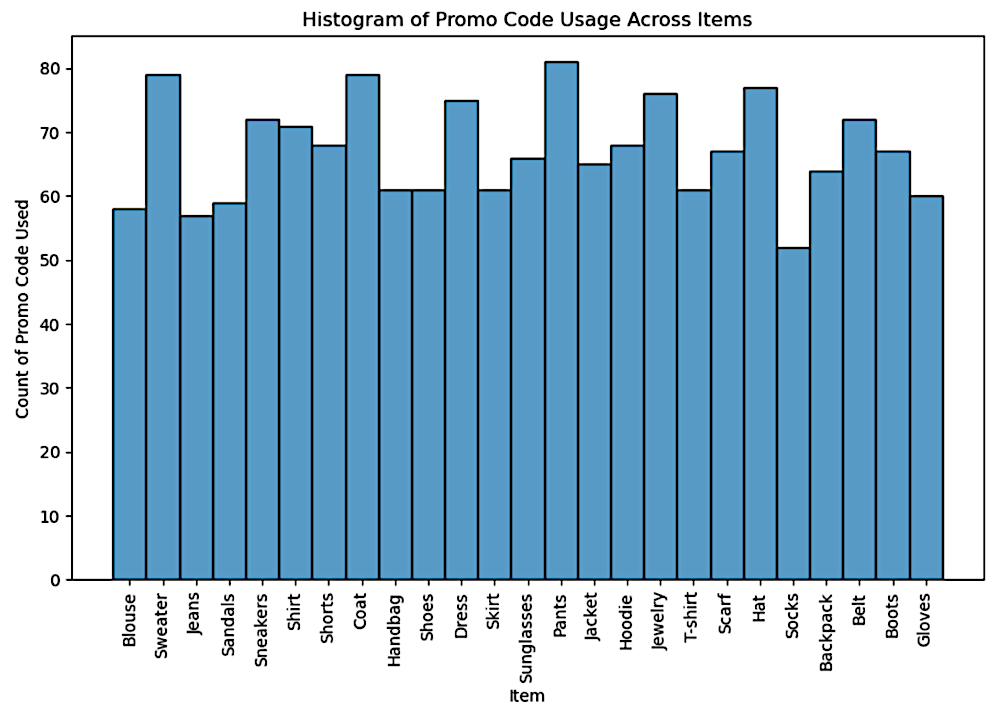 Histogram of Promo Code Usage Across Items
Count of Promo Code Used
80
70
60
50
40
30
20
10
0
Blouse
Sweater
Jeans
Sandals
Sneakers
Shirt
Shorts
Coat
Handbag
Shoes
Dress
Skirt
Sunglasses
Pants
Jacket
Hoodie
Jewelry
T-shirt
Scarf
Hat
Socks
Backpack
Belt
Boots
Gloves
Item